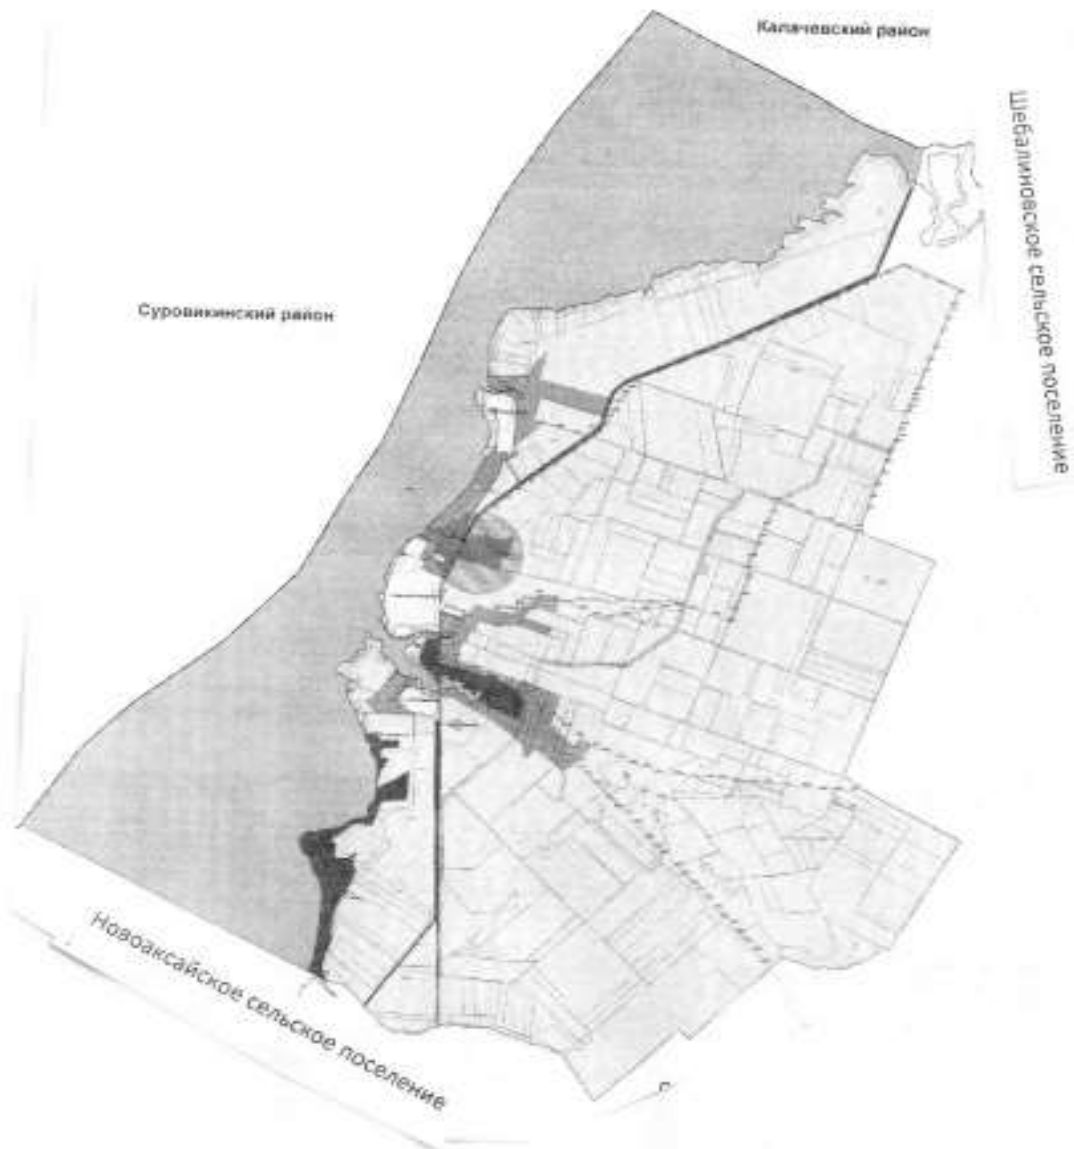 Калачевский район
Шебалиновское сельское поселение
Суровикинский район
Новоаксайское сельское поселение